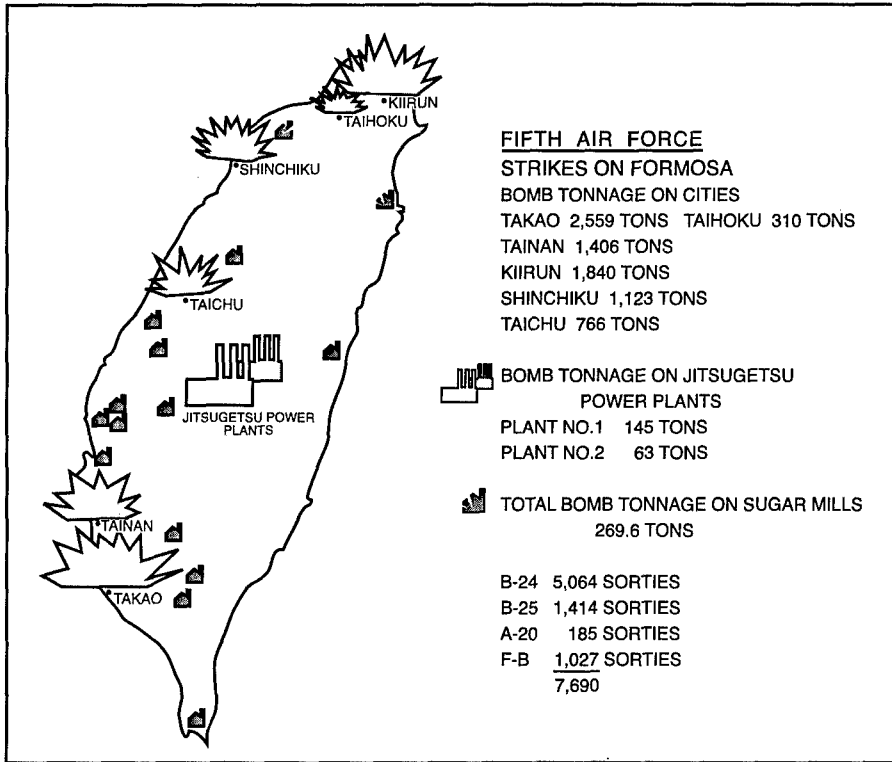 KIIRUN
TAIHOKU
SHINCHIKU
TAICHU
JITSUGETSU POWER
PLANTS
TAINAN
TAKAO
FIFTH AIR FORCE
STRIKES ON FORMOSA
BOMB TONNAGE ON CITIES
TAKAO 2,559 TONS TAIHOKU 310 TONS
TAINAN 1,406 TONS
KIIRUN 1,840 TONS
SHINCHIKU 1,123 TONS
TAICHU 766 TONS
BOMB TONNAGE ON JITSUGETSU
POWER PLANTS
PLANT NO.1 145 TONS
PLANT NO.2 63 TONS
TOTAL BOMB TONNAGE ON SUGAR MILLS
269.6 TONS
B-24 5,064 SORTIES
B-25 1,414 SORTIES
A-20 185 SORTIES
F-B 1,027 SORTIES
7,690